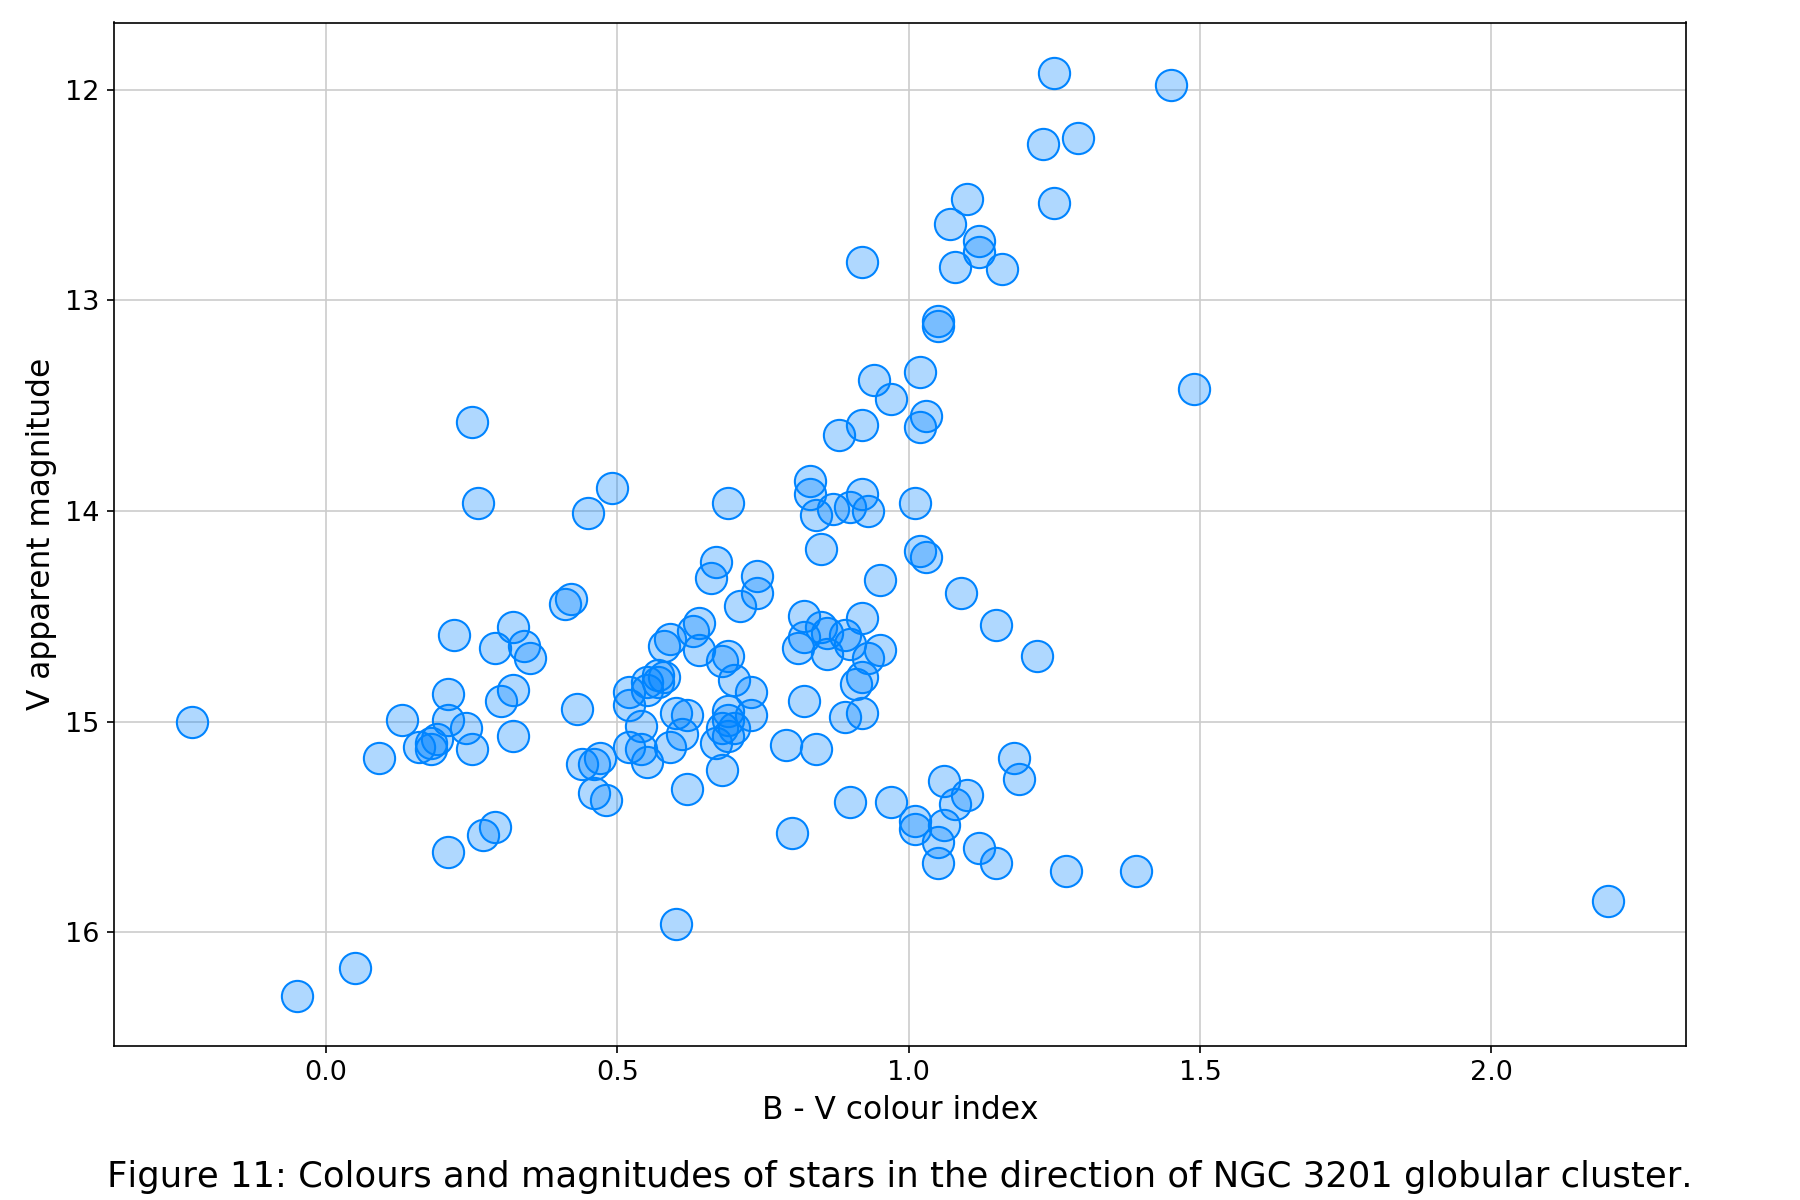 12
13
14
15
16
V apparent magnitude
0.0 0.5 1.0 1.5 2.0
B - V colour index
Figure 11: Colours and magnitudes of stars in the direction of NGC 3201 globular cluster.